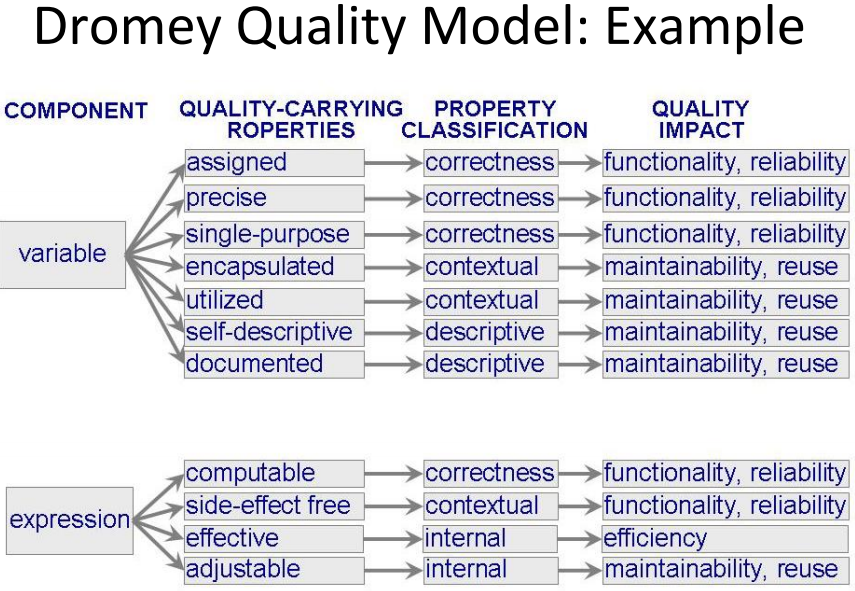 Dromey Quality Model: Example
COMPONENT QUALITY-CARRYING PROPERTY QUALITY
ROPERTIES CLASSIFICATION IMPACT
assigned correctness functionality, reliability
precise correctness functionality, reliability
single-purpose correctness functionality, reliability
variable
encapsulated contextual maintainability, reuse
utilized contextual maintainability, reuse
self-descriptive descriptive maintainability, reuse
documented descriptive maintainability, reuse
computable correctness functionality, reliability
side-effect free contextual functionality, reliability
expression
effective internal efficiency
adjustable internal maintainability, reuse